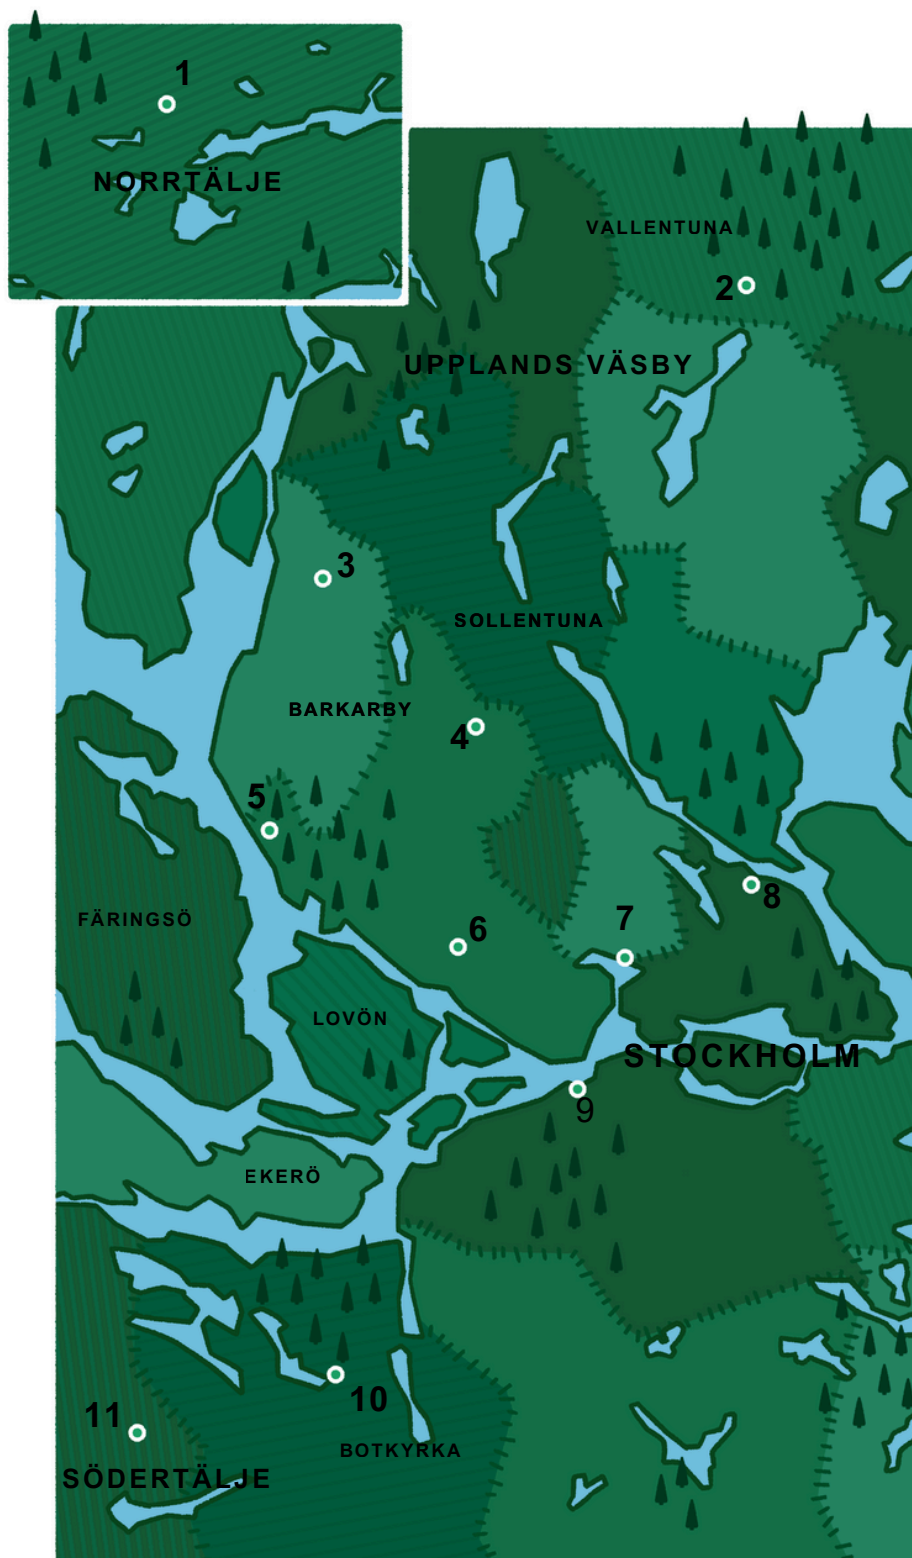 1
NORRTÄLJE
VALLENTUNA
2
UPPLANDS VÄSBY
3
SOLLENTUNA
BARKARBY
4
5
8
FÄRINGSÖ
6
7
LOVÖN
STOCKHOLM
9
EKERÖ
10
11
BOTKYRKA
SÖDERTÄLJE